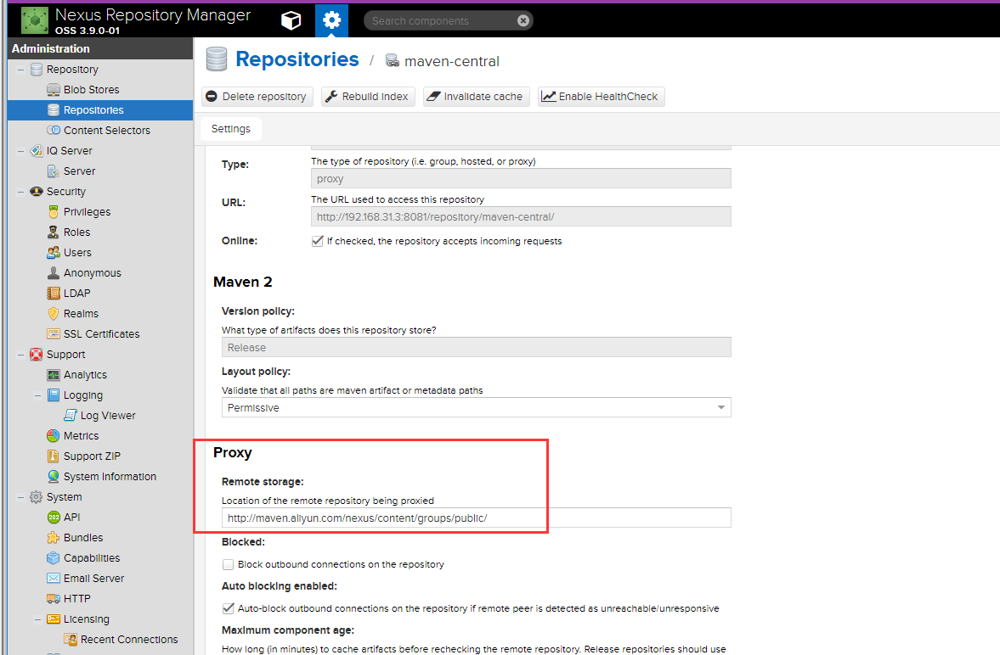 Nexus Repository Manager
OSS 3.9.0-01
Search components
Administration
Repository
Blob Stores
Repositories
Content Selectors
IQ Server
Server
Security
Privileges
Roles
Users
Anonymous
LDAP
Realms
SSL Certificates
Support
Analytics
Logging
Log Viewer
Metrics
Support ZIP
System Information
System
API
Bundles
Capabilities
Email Server
HTTP
Licensing
Recent Connections
Repositories / maven-central
Delete repository Rebuild index Invalidate cache Enable HealthCheck
Settings
Type: The type of repository (i.e. group, hosted, or proxy)
proxy
URL: The URL used to access this repository
http://192.168.31.3:8081/repository/maven-central/
Online: If checked, the repository accepts incoming requests
Maven 2
Version policy:
What type of artifacts does this repository store?
Release
Layout policy:
Validate that all paths are maven artifact or metadata paths
Permissive
Proxy
Remote storage:
Location of the remote repository being proxied
http://maven.aliyun.com/nexus/content/groups/public/
Blocked:
Block outbound connections on the repository
Auto blocking enabled:
Auto-block outbound connections on the repository if remote peer is detected as unreachable/unresponsive
Maximum component age:
How long (in minutes) to cache artifacts before rechecking the remote repository. Release repositories should use